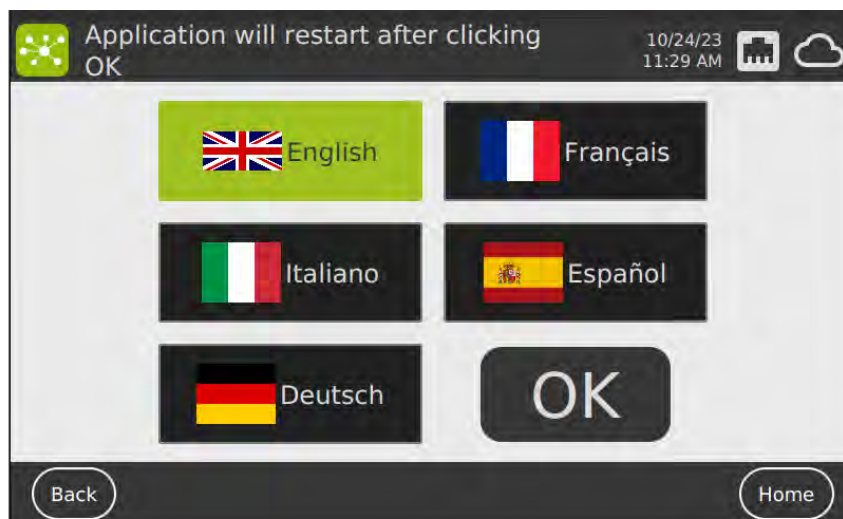 Application will restart after clicking
OK
10/24/23
11:29 AM
English
Français
Italiano
Español
Deutsch
OK
Back
Home